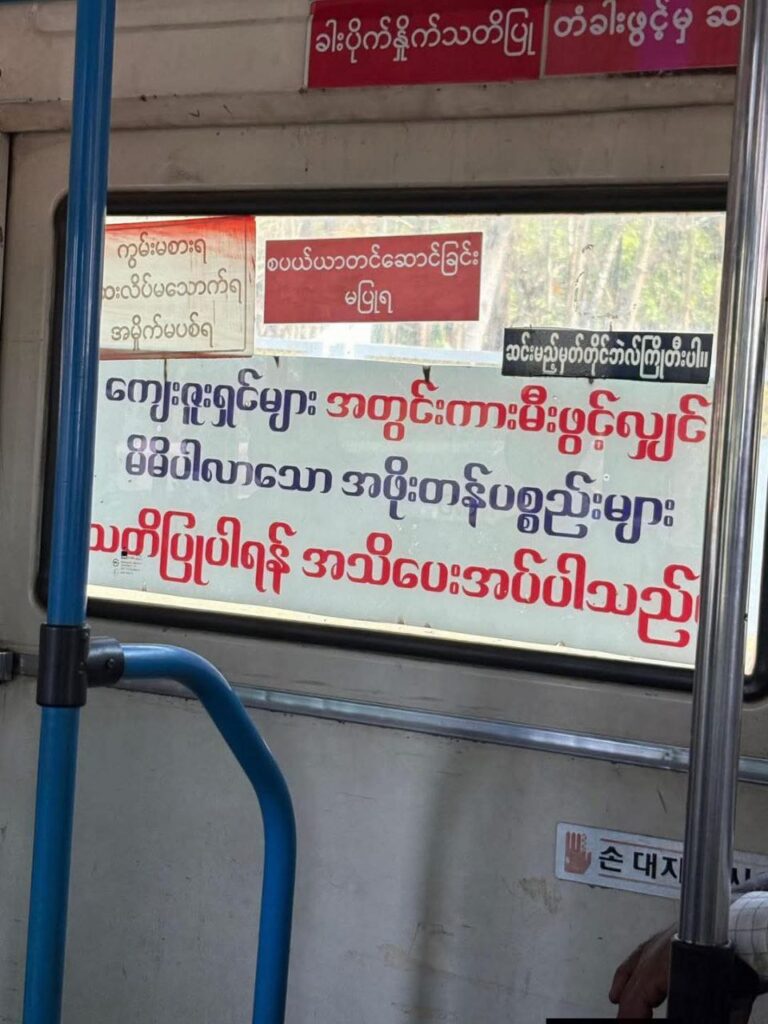 ခါးပိုက်နှိုက်သတိပြု
တံခါးဖွင့်မှ ဆ
ကွမ်းမစားရ
ဆေးလိပ်မသောက်ရ
အမှိုက်မပစ်ရ
စပယ်ယာတင်ဆောင်ခြင်း
မပြုရ
ဆင်းမည့်မှတ်တိုင်ဘဲလ်ကြိုတီးပါ။
ကျေးဇူးရှင်များ အတွင်းကားမီးဖွင့်လျှင်
မိမိပါလာသော အဖိုးတန်ပစ္စည်းများ
သတိပြုပါရန် အသိပေးအပ်ပါသည်။
손 대지